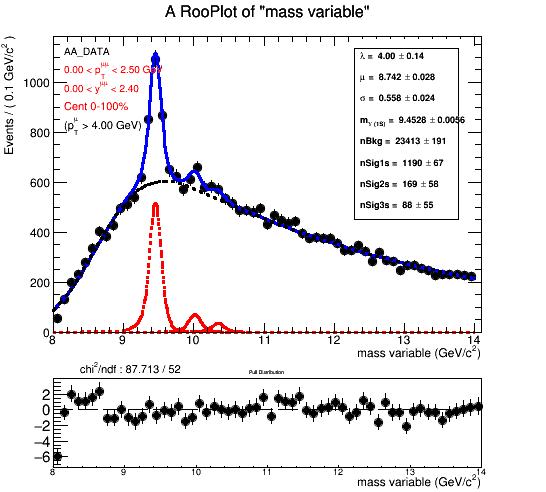 A RooPlot of "mass variable"
Events / ( 0.1 GeV/c² )
AA_DATA
0.00 < p_T^μμ < 2.50 GeV
0.00 < y^μμ < 2.40
Cent 0-100%
(p_T^μ > 4.00 GeV)
λ = 4.00 ± 0.14
μ = 8.742 ± 0.028
σ = 0.558 ± 0.024
m_ϒ(1S) = 9.4528 ± 0.0056
nBkg = 23413 ± 191
nSig1s = 1190 ± 67
nSig2s = 169 ± 58
nSig3s = 88 ± 55
1000
800
600
400
200
0
8 9 10 11 12 13 14
mass variable (GeV/c²)
chi²/ndf : 87.713 / 52
Pull Distribution
2
0
−2
−4
−6
8 9 10 11 12 13 14
mass variable (GeV/c²)